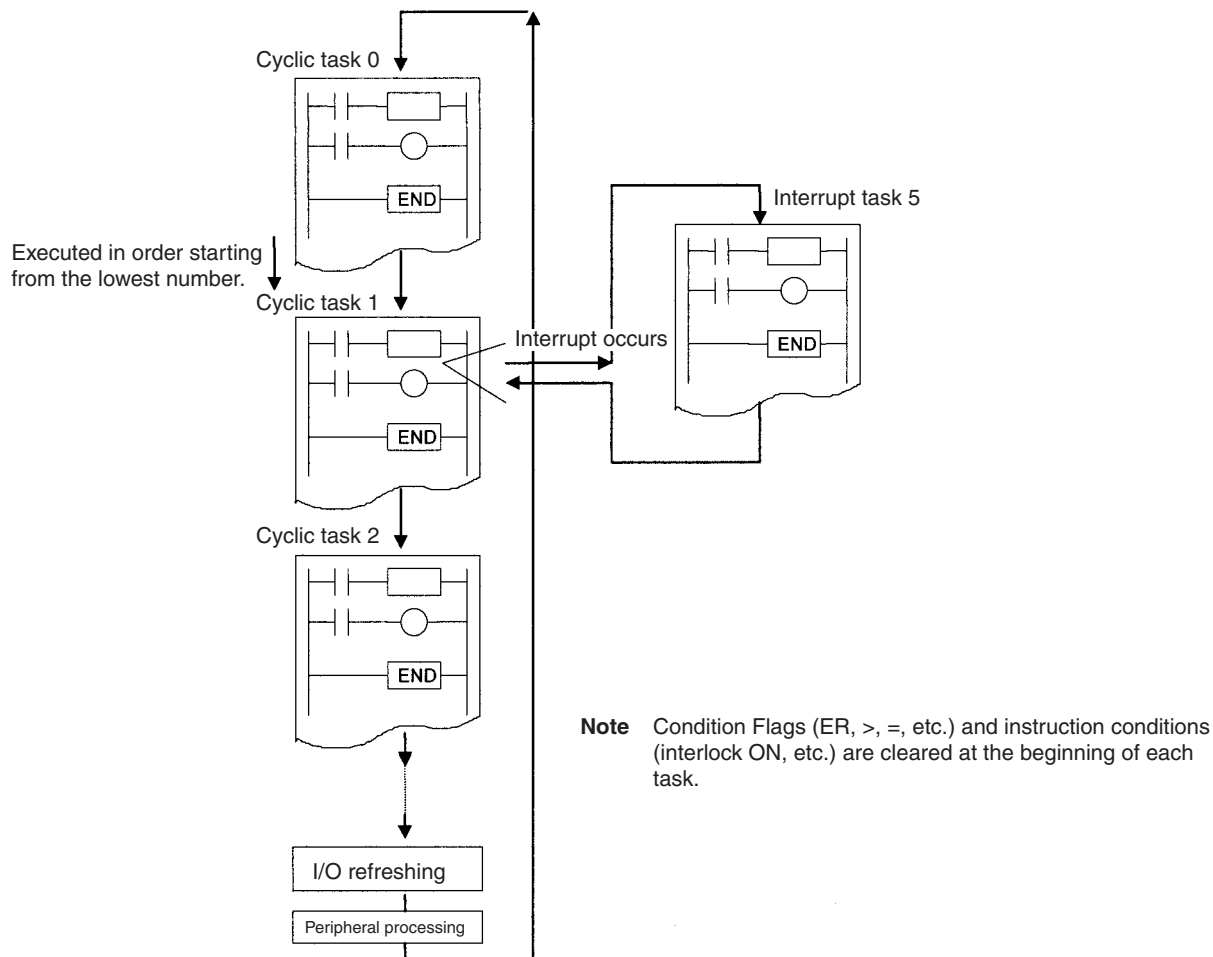 Cyclic task 0
END
Interrupt task 5
END
Executed in order starting
from the lowest number.
Cyclic task 1
Interrupt occurs
END
Cyclic task 2
END
Note Condition Flags (ER, >, =, etc.) and instruction conditions
(interlock ON, etc.) are cleared at the beginning of each
task.
I/O refreshing
Peripheral processing